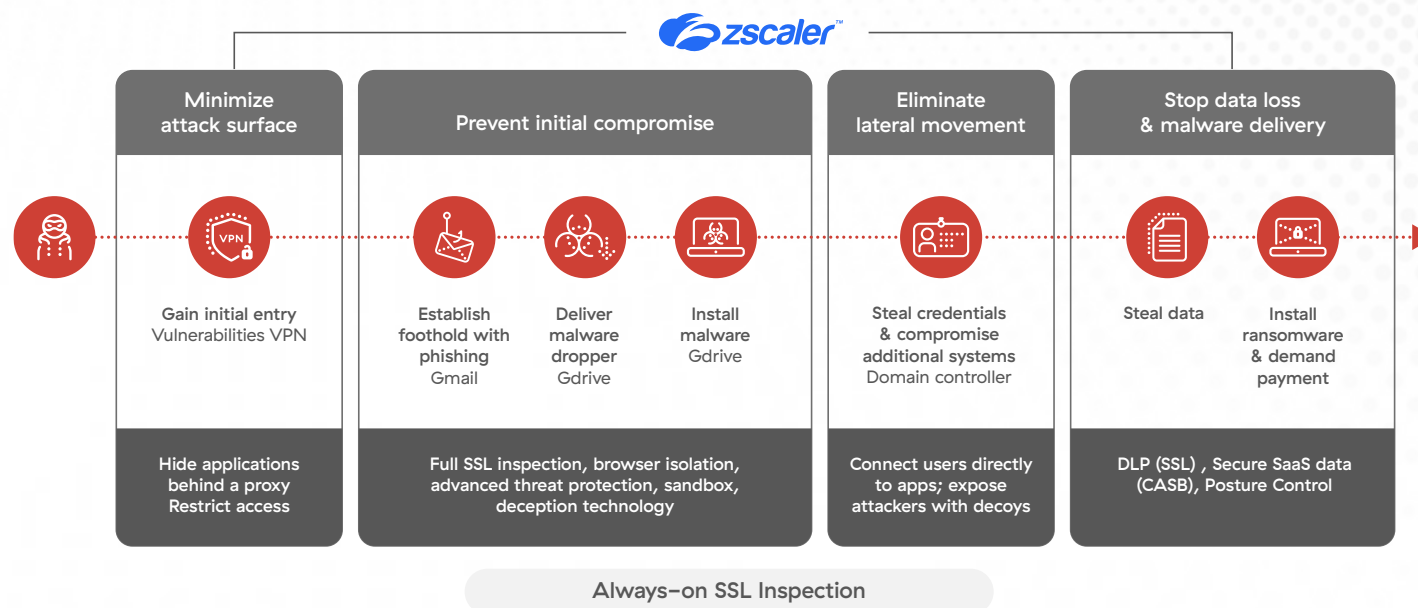 zscaler™
Minimize
attack surface
Prevent initial compromise
Eliminate
lateral movement
Stop data loss
& malware delivery
VPN
Gain initial entry
Vulnerabilities VPN
Establish
foothold with
phishing
Gmail
Deliver
malware
dropper
Gdrive
Install
malware
Gdrive
Steal credentials
& compromise
additional systems
Domain controller
Steal data
Install
ransomware
& demand
payment
Hide applications
behind a proxy
Restrict access
Full SSL inspection, browser isolation,
advanced threat protection, sandbox,
deception technology
Connect users directly
to apps; expose
attackers with decoys
DLP (SSL) , Secure SaaS data
(CASB), Posture Control
Always-on SSL Inspection